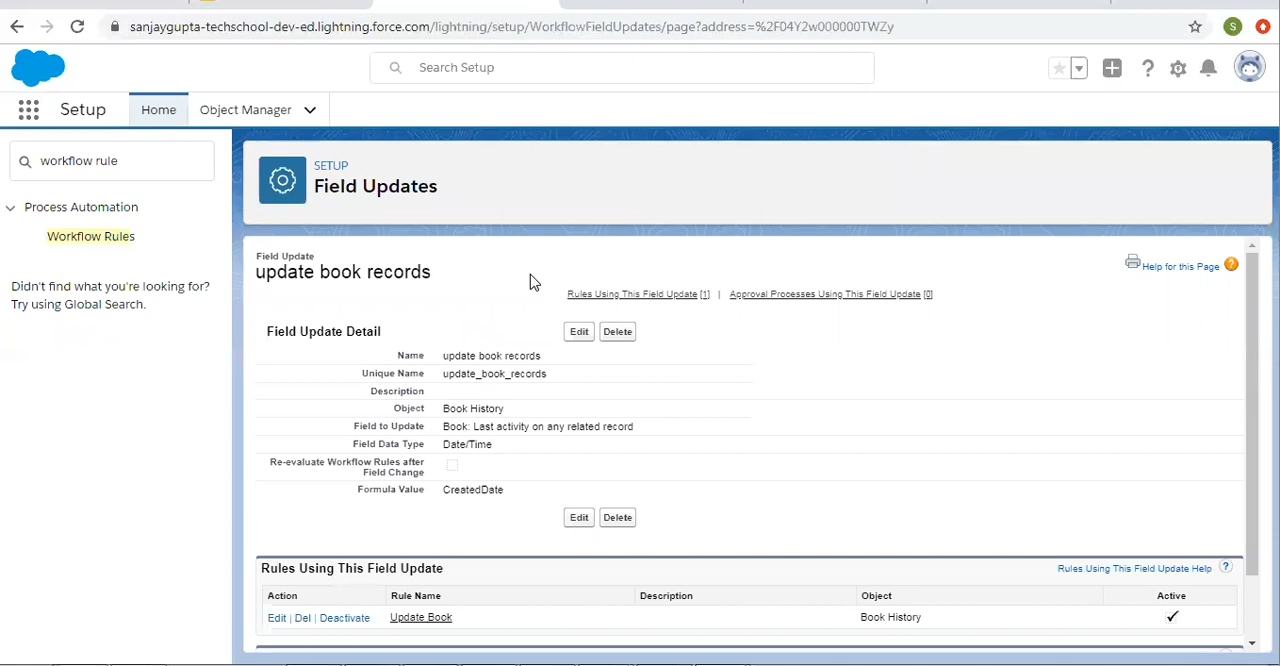 sanjaygupta-techschool-dev-ed.lightning.force.com/lightning/setup/WorkflowFieldUpdates/page?address=%2F04Y2w000000TWZy
S
Search Setup
Setup
Home
Object Manager
workflow rule
Process Automation
Workflow Rules
Didn't find what you're looking for?
Try using Global Search.
SETUP
Field Updates
Field Update
update book records
Help for this Page ?
Rules Using This Field Update [1] | Approval Processes Using This Field Update [0]
Field Update Detail
Edit Delete
Name update book records
Unique Name update_book_records
Description
Object Book History
Field to Update Book: Last activity on any related record
Field Data Type Date/Time
Re-evaluate Workflow Rules after
Field Change
Formula Value CreatedDate
Edit Delete
Rules Using This Field Update
Rules Using This Field Update Help ?
Action Rule Name Description Object Active
Edit | Del | Deactivate Update Book Book History